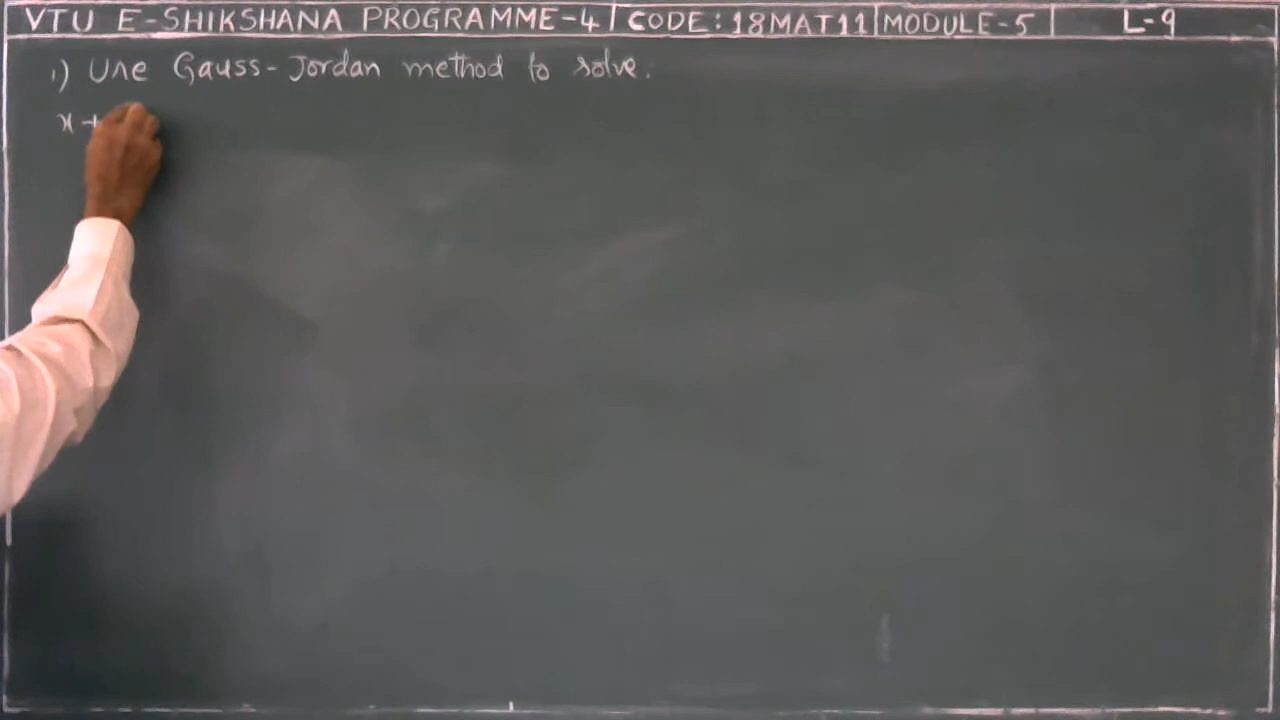 VTU E-SHIKSHANA PROGRAMME-4 | CODE:18MAT11 | MODULE-5 | L-9
1) Use Gauss-Jordan method to solve.
x +